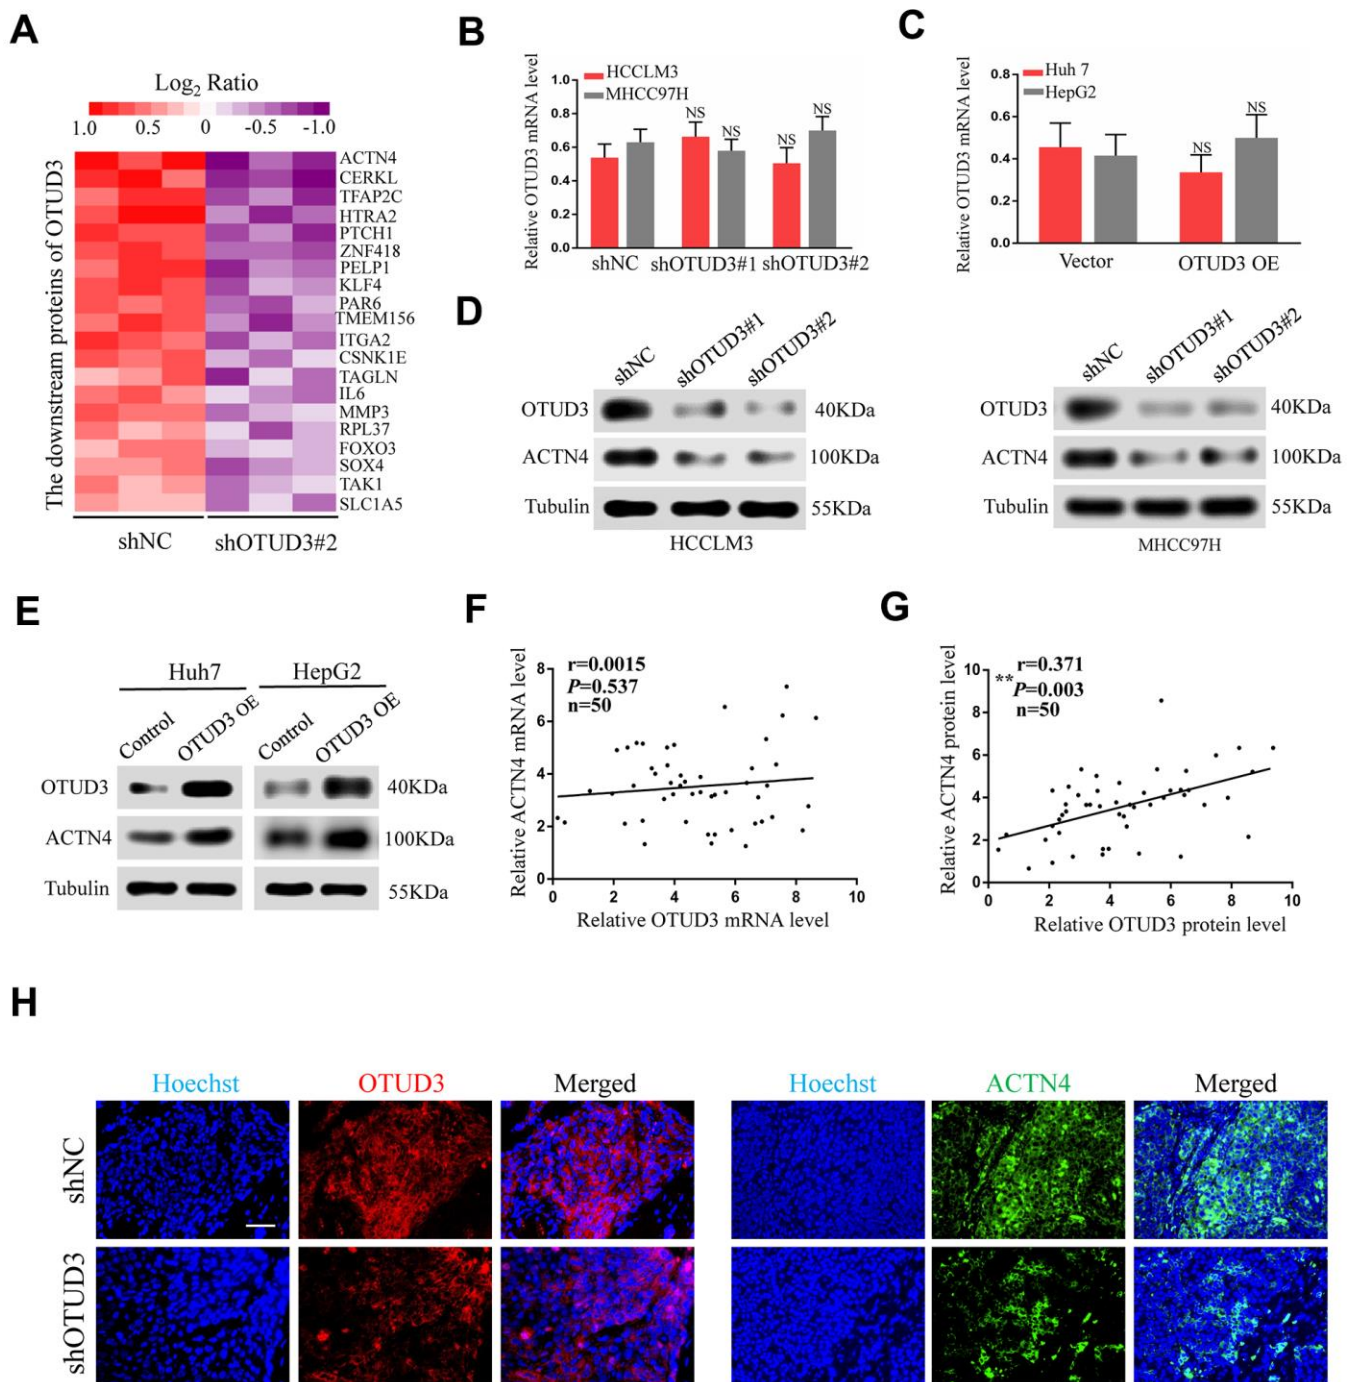 A
Log2 Ratio
1.0 0.5 0 -0.5 -1.0
The downstream proteins of OTUD3
ACTN4
CERKL
TFAP2C
HTRA2
PTCH1
ZNF418
PELP1
KLF4
PAR6
TMEM156
ITGA2
CSNK1E
TAGLN
IL6
MMP3
RPL37
FOXO3
SOX4
TAK1
SLC1A5
shNC shOTUD3#2
B
Relative OTUD3 mRNA level
1.0
0.8
0.6
0.4
0.2
0.0
HCCLM3
MHCC97H
NS NS NS NS
shNC shOTUD3#1 shOTUD3#2
C
Relative OTUD3 mRNA level
0.8
0.6
0.4
0.2
0.0
Huh 7
HepG2
NS NS
Vector OTUD3 OE
D
shNC shOTUD3#1 shOTUD3#2
OTUD3 40KDa
ACTN4 100KDa
Tubulin 55KDa
HCCLM3
shNC shOTUD3#1 shOTUD3#2
OTUD3 40KDa
ACTN4 100KDa
Tubulin 55KDa
MHCC97H
E
Huh7 HepG2
Control OTUD3 OE Control OTUD3 OE
OTUD3 40KDa
ACTN4 100KDa
Tubulin 55KDa
F
Relative ACTN4 mRNA level
8
6
4
2
0
r=0.0015
P=0.537
n=50
0 2 4 6 8 10
Relative OTUD3 mRNA level
G
Relative ACTN4 protein level
10
8
6
4
2
0
r=0.371
**P=0.003
n=50
0 2 4 6 8 10
Relative OTUD3 protein level
H
Hoechst OTUD3 Merged Hoechst ACTN4 Merged
shNC
shOTUD3